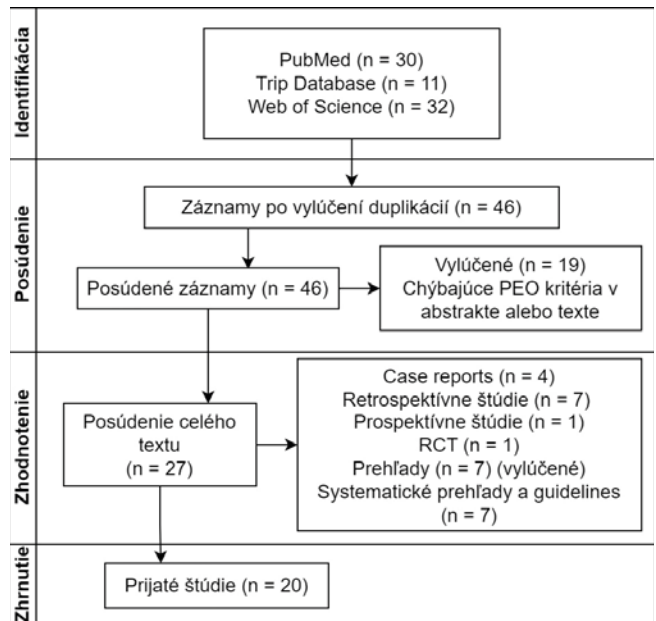 Identifikácia
PubMed (n = 30)
Trip Database (n = 11)
Web of Science (n = 32)
Posúdenie
Záznamy po vylúčení duplikácií (n = 46)
Posúdené záznamy (n = 46)
Vylúčené (n = 19)
Chýbajúce PEO kritéria v
abstrakte alebo texte
Zhodnotenie
Posúdenie celého
textu
(n = 27)
Case reports (n = 4)
Retrospektívne štúdie (n = 7)
Prospektívne štúdie (n = 1)
RCT (n = 1)
Prehľady (n = 7) (vylúčené)
Systematické prehľady a guidelines
(n = 7)
Zhrnutie
Prijaté štúdie (n = 20)